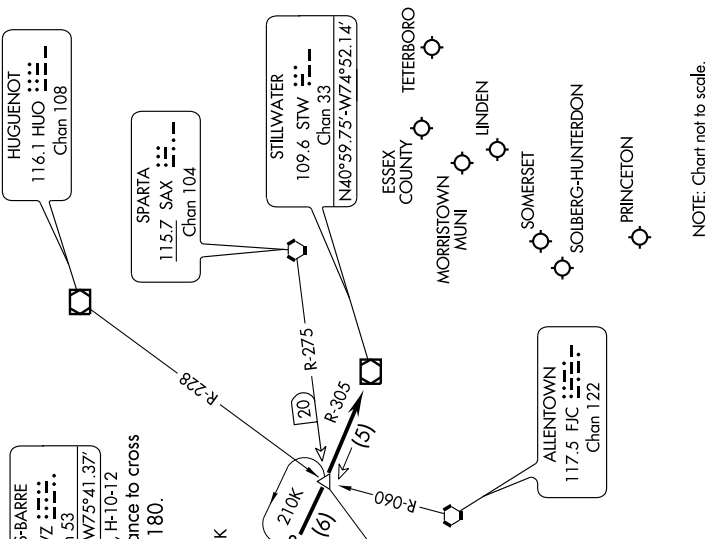 HUGUENOT
116.1 HUO
Chan 108
SPARTA
115.7 SAX
Chan 104
STILLWATER
109.6 STW
Chan 33
N40°59.75'-W74°52.14'
TETERBORO
ESSEX
COUNTY
LINDEN
MORRISTOWN
MUNI
SOMERSET
SOLBERG-HUNTERDON
PRINCETON
R-228
R-275
20
R-305
(5)
210K
(6)
R-060
ALLENTOWN
117.5 FJC
Chan 122
S-BARRE
VZ
53
W75°41.37'
H-10-12
ance to cross
180.
K
NOTE: Chart not to scale.